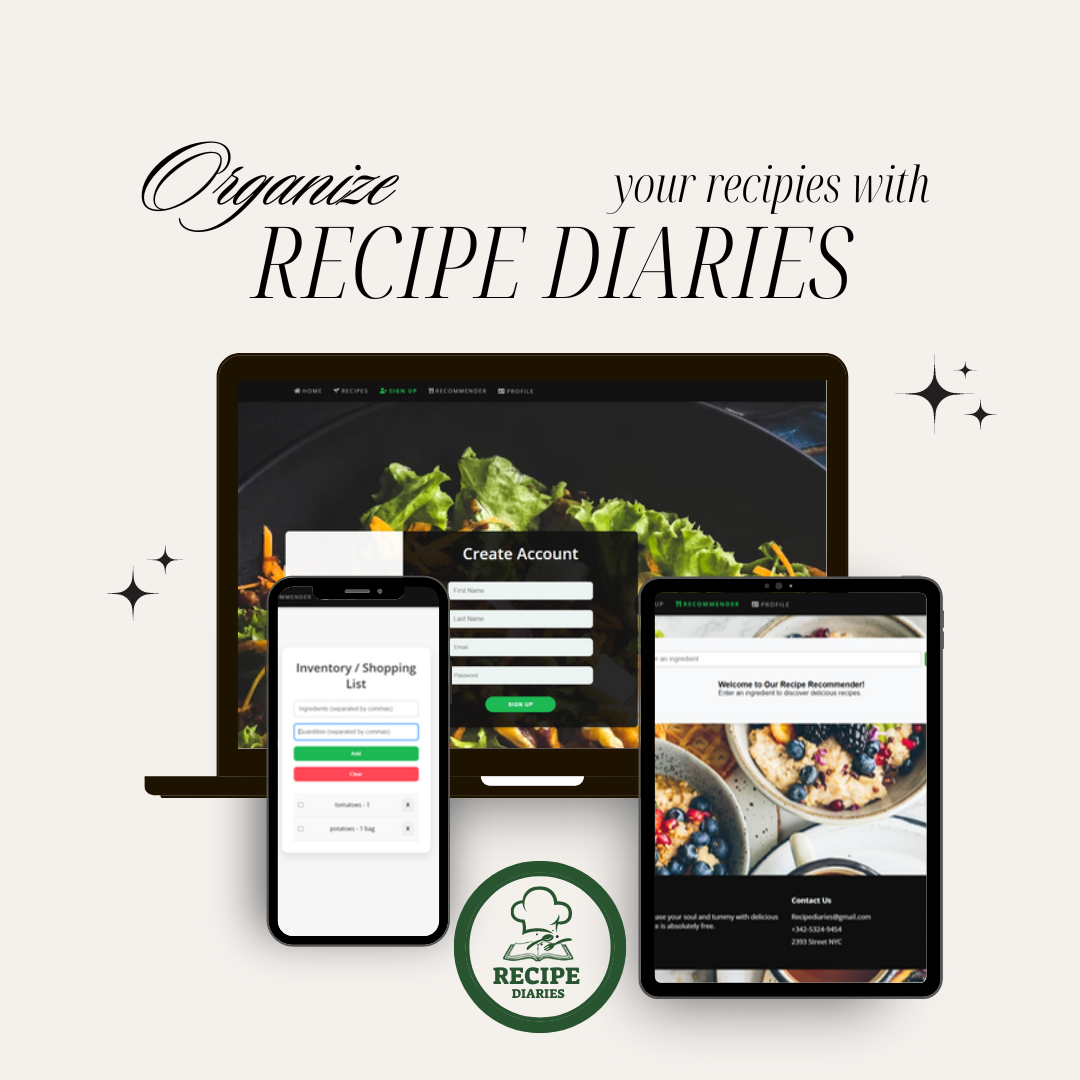 Organize your recipies with
RECIPE DIARIES
HOME RECIPES SIGN UP RECOMMENDER PROFILE
Create Account
First Name
Last Name
Email
Password
SIGN UP
MMENDER
Inventory / Shopping
List
Ingredients (separated by commas)
Quantities (separated by commas)
Add
Clear
tomatoes - 1 x
potatoes - 1 bag x
UP RECOMMENDER PROFILE
er an ingredient
Welcome to Our Recipe Recommender!
Enter an ingredient to discover delicious recipes.
Contact Us
ase your soul and tummy with delicious
e is absolutely free.
Recipediaries@gmail.com
+342-5324-9454
2393 Street NYC
RECIPE
DIARIES